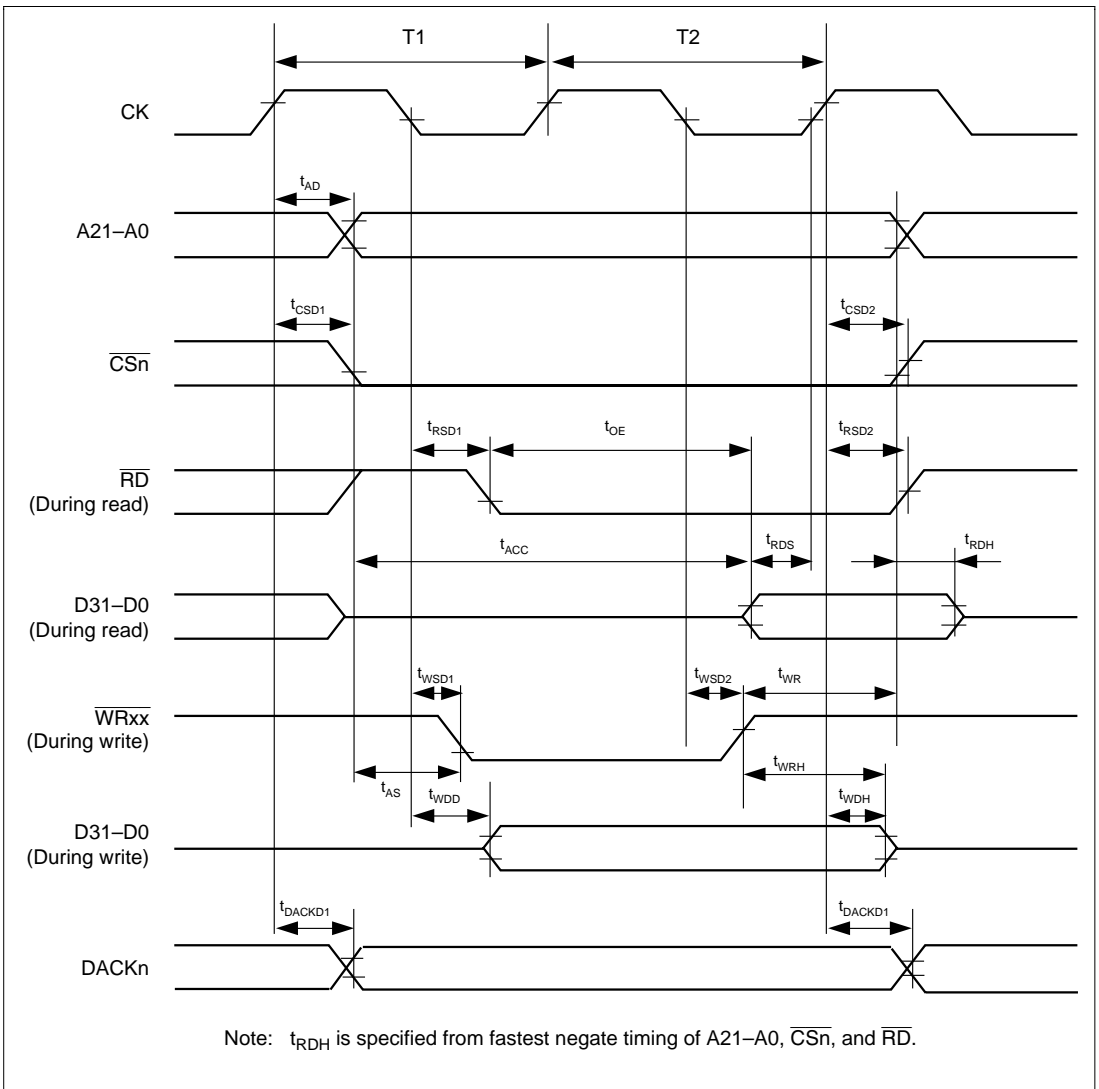 T1 T2
CK
tAD
A21–A0
tCSD1 tCSD2
CSn
tRSD1 tOE tRSD2
RD
(During read)
tACC tRDS tRDH
D31–D0
(During read)
tWSD1 tWSD2 tWR
WRxx
(During write)
tAS tWDD tWRH tWDH
D31–D0
(During write)
tDACKD1 tDACKD1
DACKn
Note: tRDH is specified from fastest negate timing of A21–A0, CSn, and RD.